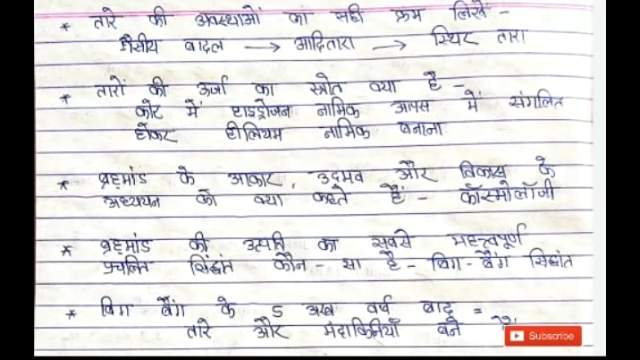 * तारे की अवस्थाओं का सही क्रम लिखें -
गैसीय बादल → आदितारा → स्थिर तारा
* तारों की ऊर्जा का स्त्रोत क्या है -
कोर में हाइड्रोजन नाभिक आपस में संगलित
होकर हीलियम नाभिक बनाना
* ब्रह्मांड के आकार, उद्भव और विकास के
अध्ययन को क्या कहते हैं - कॉस्मोलॉजी
* ब्रह्मांड की उत्पति का सबसे महत्वपूर्ण
प्रचलित सिद्धांत कौन - सा है - बिग - बैंग सिद्धांत
* बिग बैंग के 5 अरब वर्ष बाद =
तारे और मंदाकिनियाँ बने हैं
Subscribe